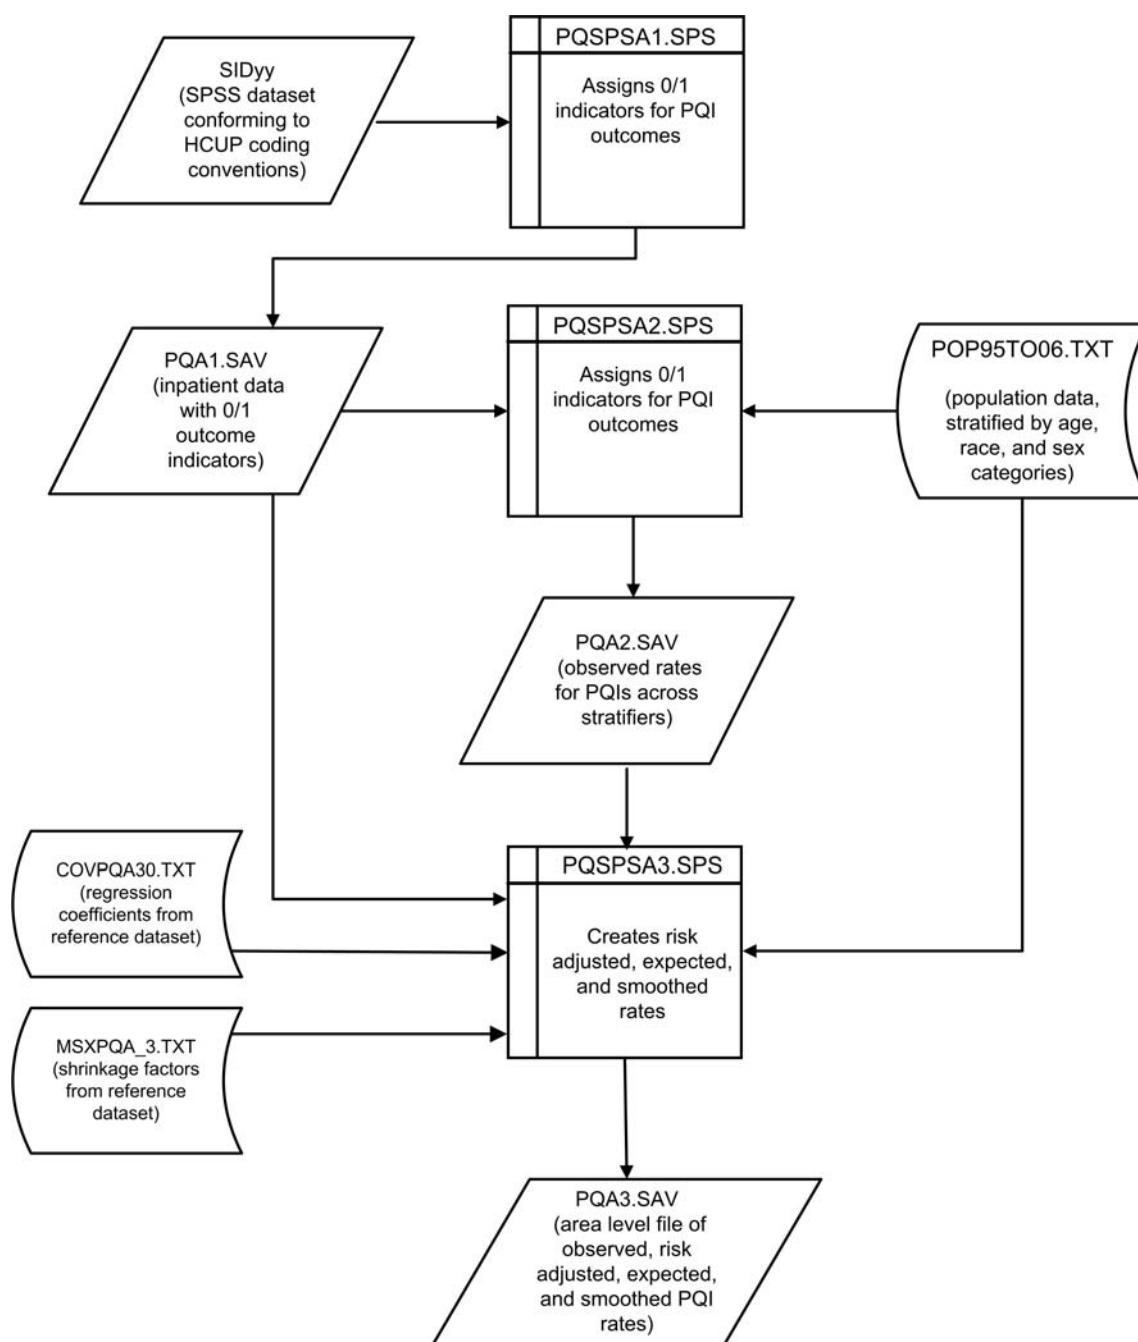 SIDyy
(SPSS dataset
conforming to
HCUP coding
conventions)
PQSPSA1.SPS
Assigns 0/1
indicators for PQI
outcomes
PQA1.SAV
(inpatient data
with 0/1
outcome
indicators)
PQSPSA2.SPS
Assigns 0/1
indicators for PQI
outcomes
POP95TO06.TXT
(population data,
stratified by age,
race, and sex
categories)
PQA2.SAV
(observed rates
for PQIs across
stratifiers)
COVPQA30.TXT
(regression
coefficients from
reference dataset)
PQSPSA3.SPS
Creates risk
adjusted, expected,
and smoothed
rates
MSXPQA_3.TXT
(shrinkage factors
from reference
dataset)
PQA3.SAV
(area level file of
observed, risk
adjusted, expected,
and smoothed PQI
rates)